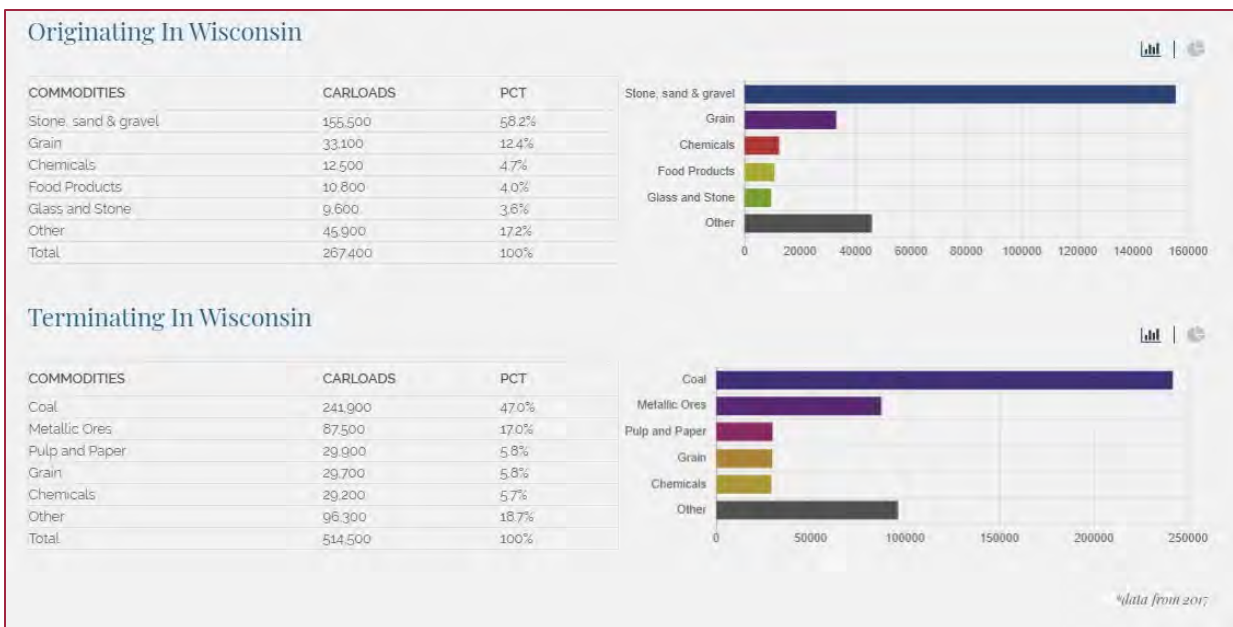 Originating In Wisconsin
COMMODITIES CARLOADS PCT
Stone, sand & gravel 155,500 58.2%
Grain 33,100 12.4%
Chemicals 12,500 4.7%
Food Products 10,800 4.0%
Glass and Stone 9,600 3.6%
Other 45,900 17.2%
Total 267,400 100%
Stone, sand & gravel
Grain
Chemicals
Food Products
Glass and Stone
Other
0 20000 40000 60000 80000 100000 120000 140000 160000
Terminating In Wisconsin
COMMODITIES CARLOADS PCT
Coal 241,900 47.0%
Metallic Ores 87,500 17.0%
Pulp and Paper 29,900 5.8%
Grain 29,700 5.8%
Chemicals 29,200 5.7%
Other 96,300 18.7%
Total 514,500 100%
Coal
Metallic Ores
Pulp and Paper
Grain
Chemicals
Other
0 50000 100000 150000 200000 250000
*data from 2017